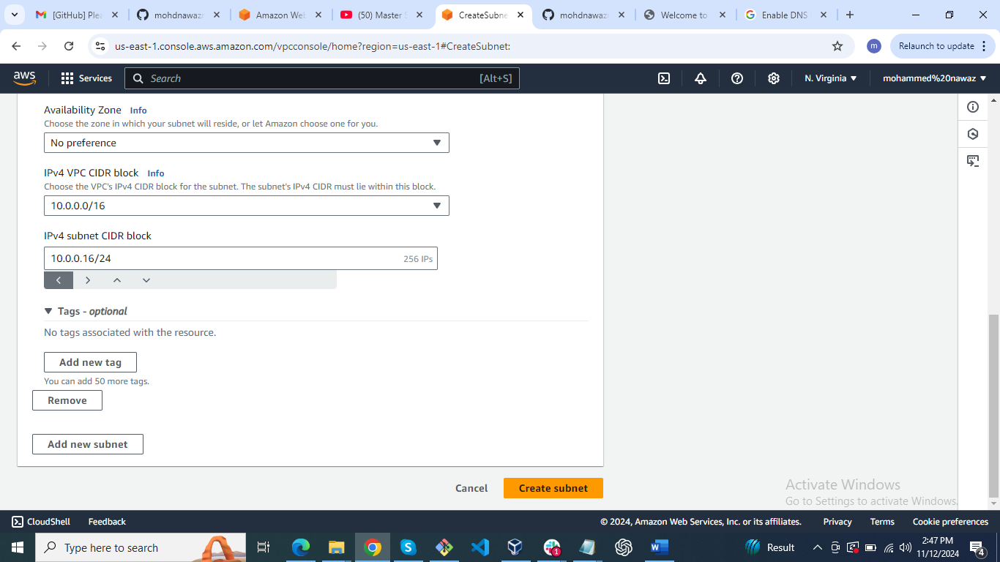 [GitHub] Plea
mohdnawaz
Amazon Web
(50) Master
CreateSubne
mohdnawaz
Welcome to
Enable DNS
us-east-1.console.aws.amazon.com/vpcconsole/home?region=us-east-1#CreateSubnet:
m
Relaunch to update
aws
Services
Search
[Alt+S]
N. Virginia
mohammed%20nawaz
Availability Zone Info
Choose the zone in which your subnet will reside, or let Amazon choose one for you.
No preference
IPv4 VPC CIDR block Info
Choose the VPC's IPv4 CIDR block for the subnet. The subnet's IPv4 CIDR must lie within this block.
10.0.0.0/16
IPv4 subnet CIDR block
10.0.0.16/24
256 IPs
Tags - optional
No tags associated with the resource.
Add new tag
You can add 50 more tags.
Remove
Add new subnet
Cancel
Create subnet
Activate Windows
Go to Settings to activate Windows.
CloudShell
Feedback
© 2024, Amazon Web Services, Inc. or its affiliates.
Privacy
Terms
Cookie preferences
Type here to search
1
Result
2:47 PM
11/12/2024
4